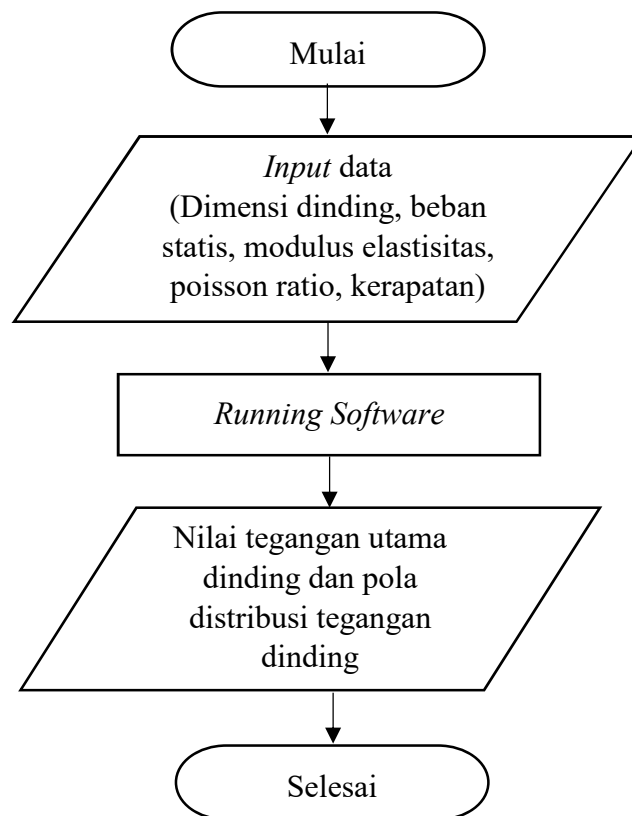 Mulai
Input data
(Dimensi dinding, beban
statis, modulus elastisitas,
poisson ratio, kerapatan)
Running Software
Nilai tegangan utama
dinding dan pola
distribusi tegangan
dinding
Selesai